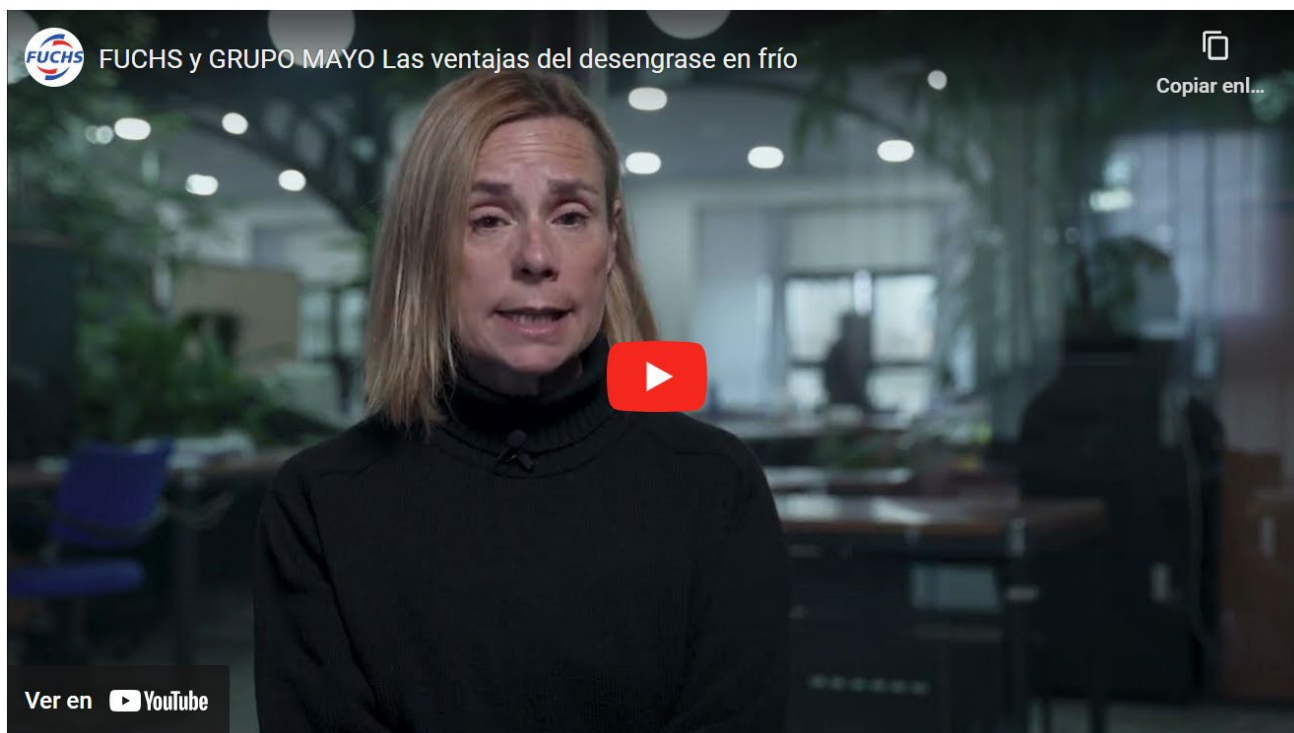 FUCHS
FUCHS y GRUPO MAYO Las ventajas del desengrase en frío
Copiar enl...
Ver en YouTube